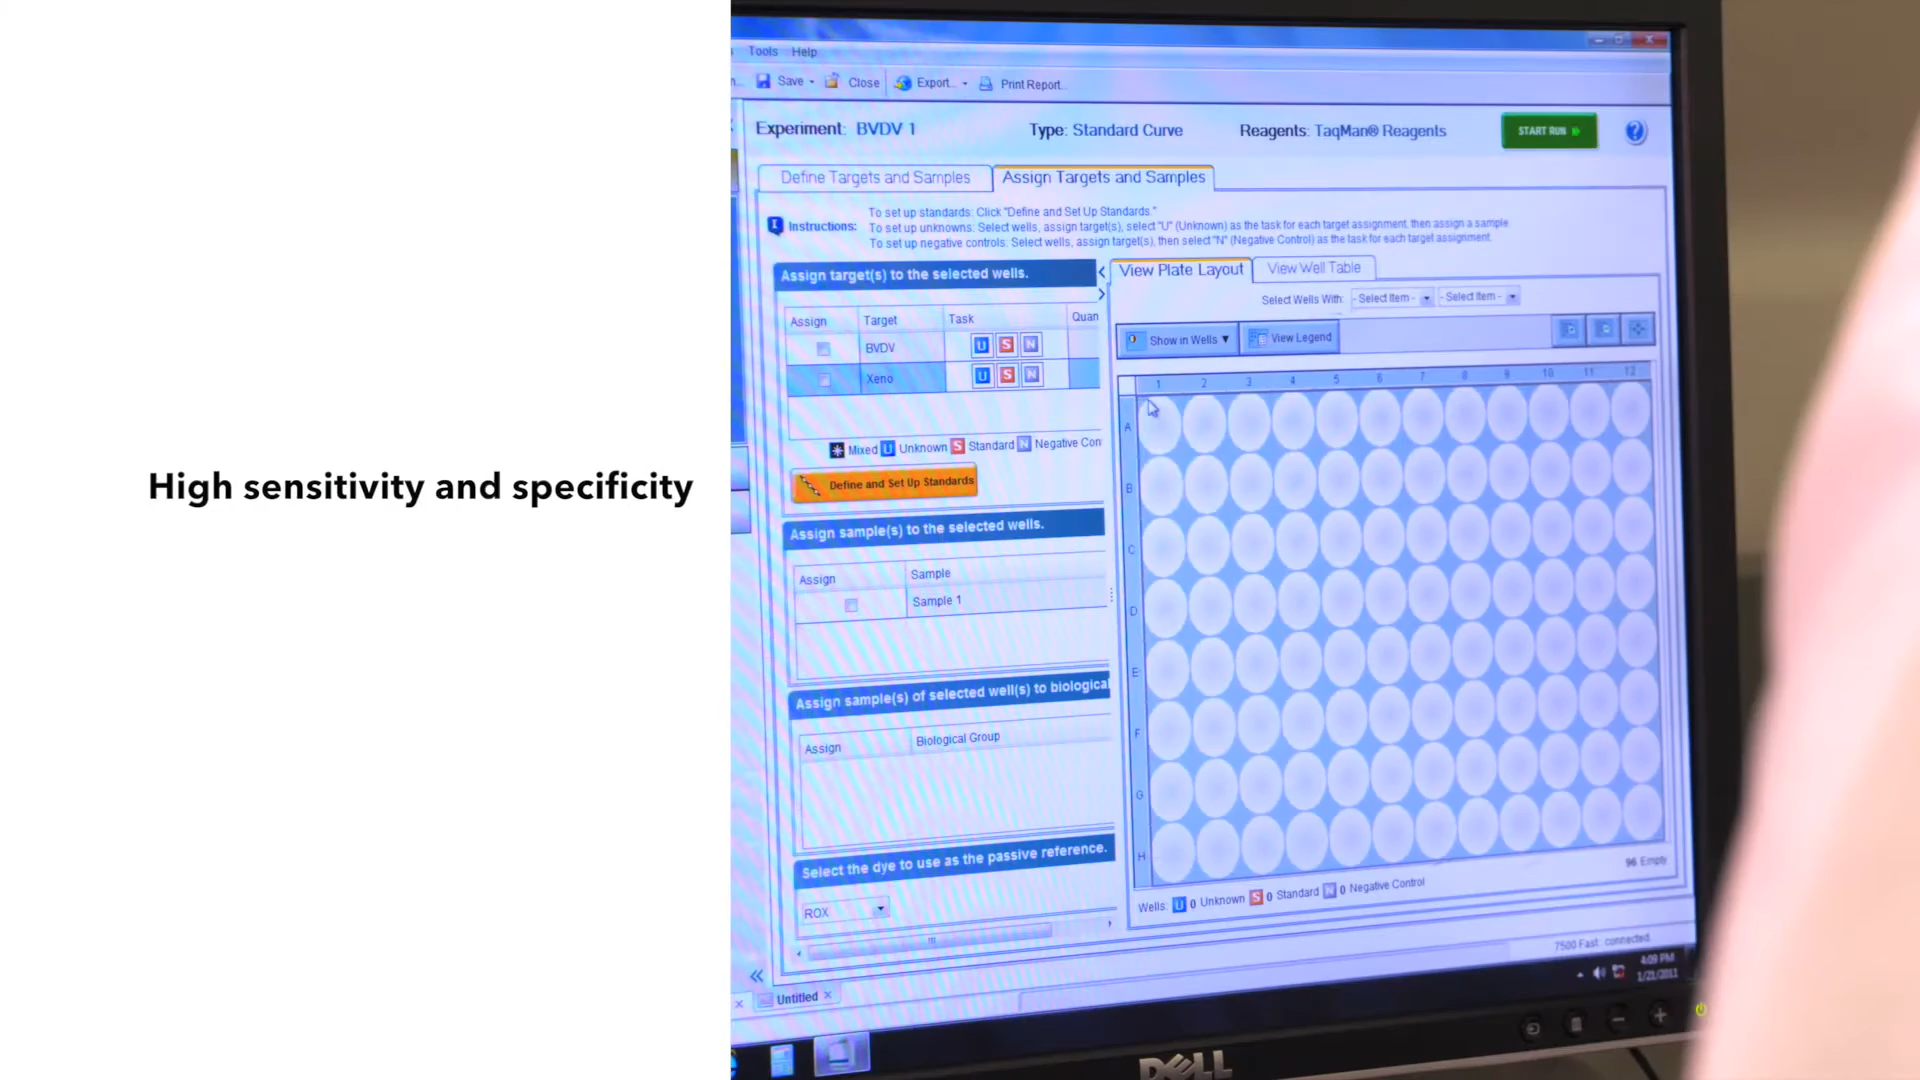 High sensitivity and specificity
Tools Help
Save Close Export... Print Report...
Experiment: BVDV 1 Type: Standard Curve Reagents: TaqMan® Reagents START RUN
Define Targets and Samples Assign Targets and Samples
Instructions: To set up standards: Click "Define and Set Up Standards."
To set up unknowns: Select wells, assign target(s), select "U" (Unknown) as the task for each target assignment, then assign a sample
To set up negative controls: Select wells, assign target(s), then select "N" (Negative Control) as the task for each target assignment.
Assign target(s) to the selected wells.
Assign Target Task Quan
BVDV U S N
Xeno U S N
Mixed U Unknown S Standard N Negative Con
Define and Set Up Standards
Assign sample(s) to the selected wells.
Assign Sample
Sample 1
Assign sample(s) of selected well(s) to biological
Assign Biological Group
Select the dye to use as the passive reference.
ROX
View Plate Layout View Well Table
Select Wells With: - Select Item - - Select Item -
Show in Wells ▼ View Legend
1 2 3 4 5 6 7 8 9 10 11 12
A
B
C
D
E
F
G
H
96 Empty
Wells: U 0 Unknown S 0 Standard N 0 Negative Control
7500 Fast: connected
Untitled
4:09 PM
1/21/2011
DELL